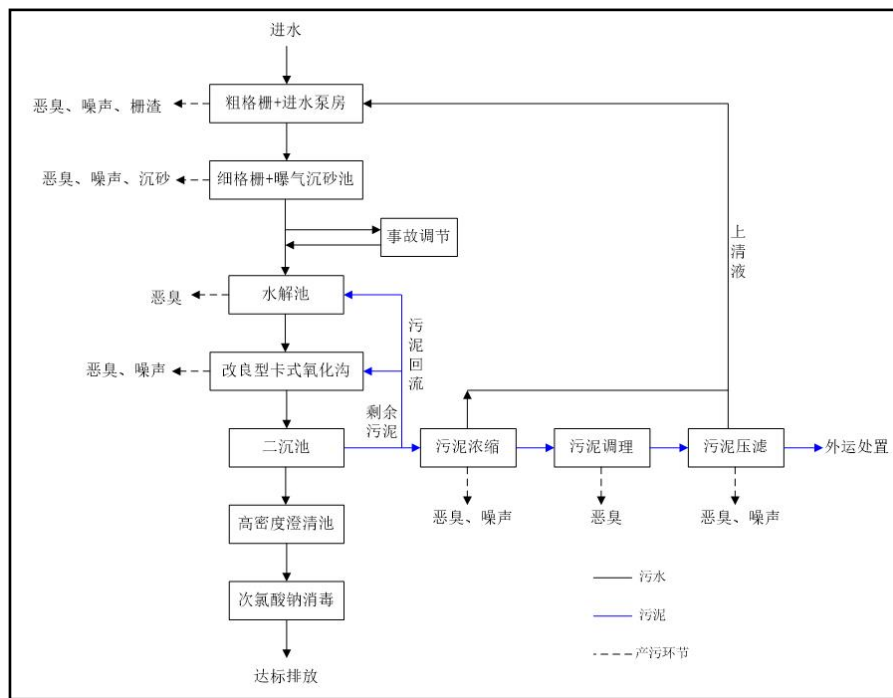 进水
恶臭、噪声、栅渣
粗格栅+进水泵房
恶臭、噪声、沉砂
细格栅+曝气沉砂池
事故调节
上清液
恶臭
水解池
污泥回流
恶臭、噪声
改良型卡式氧化沟
剩余
污泥
二沉池
污泥浓缩
污泥调理
污泥压滤
外运处置
恶臭、噪声
恶臭
恶臭、噪声
高密度澄清池
次氯酸钠消毒
达标排放
污水
污泥
产污环节